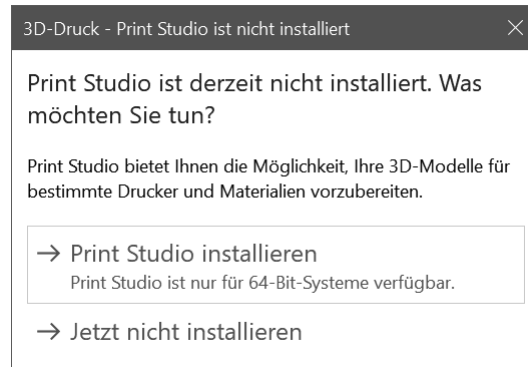 3D-Druck - Print Studio ist nicht installiert
Print Studio ist derzeit nicht installiert. Was
möchten Sie tun?
Print Studio bietet Ihnen die Möglichkeit, Ihre 3D-Modelle für
bestimmte Drucker und Materialien vorzubereiten.
Print Studio installieren
Print Studio ist nur für 64-Bit-Systeme verfügbar.
Jetzt nicht installieren